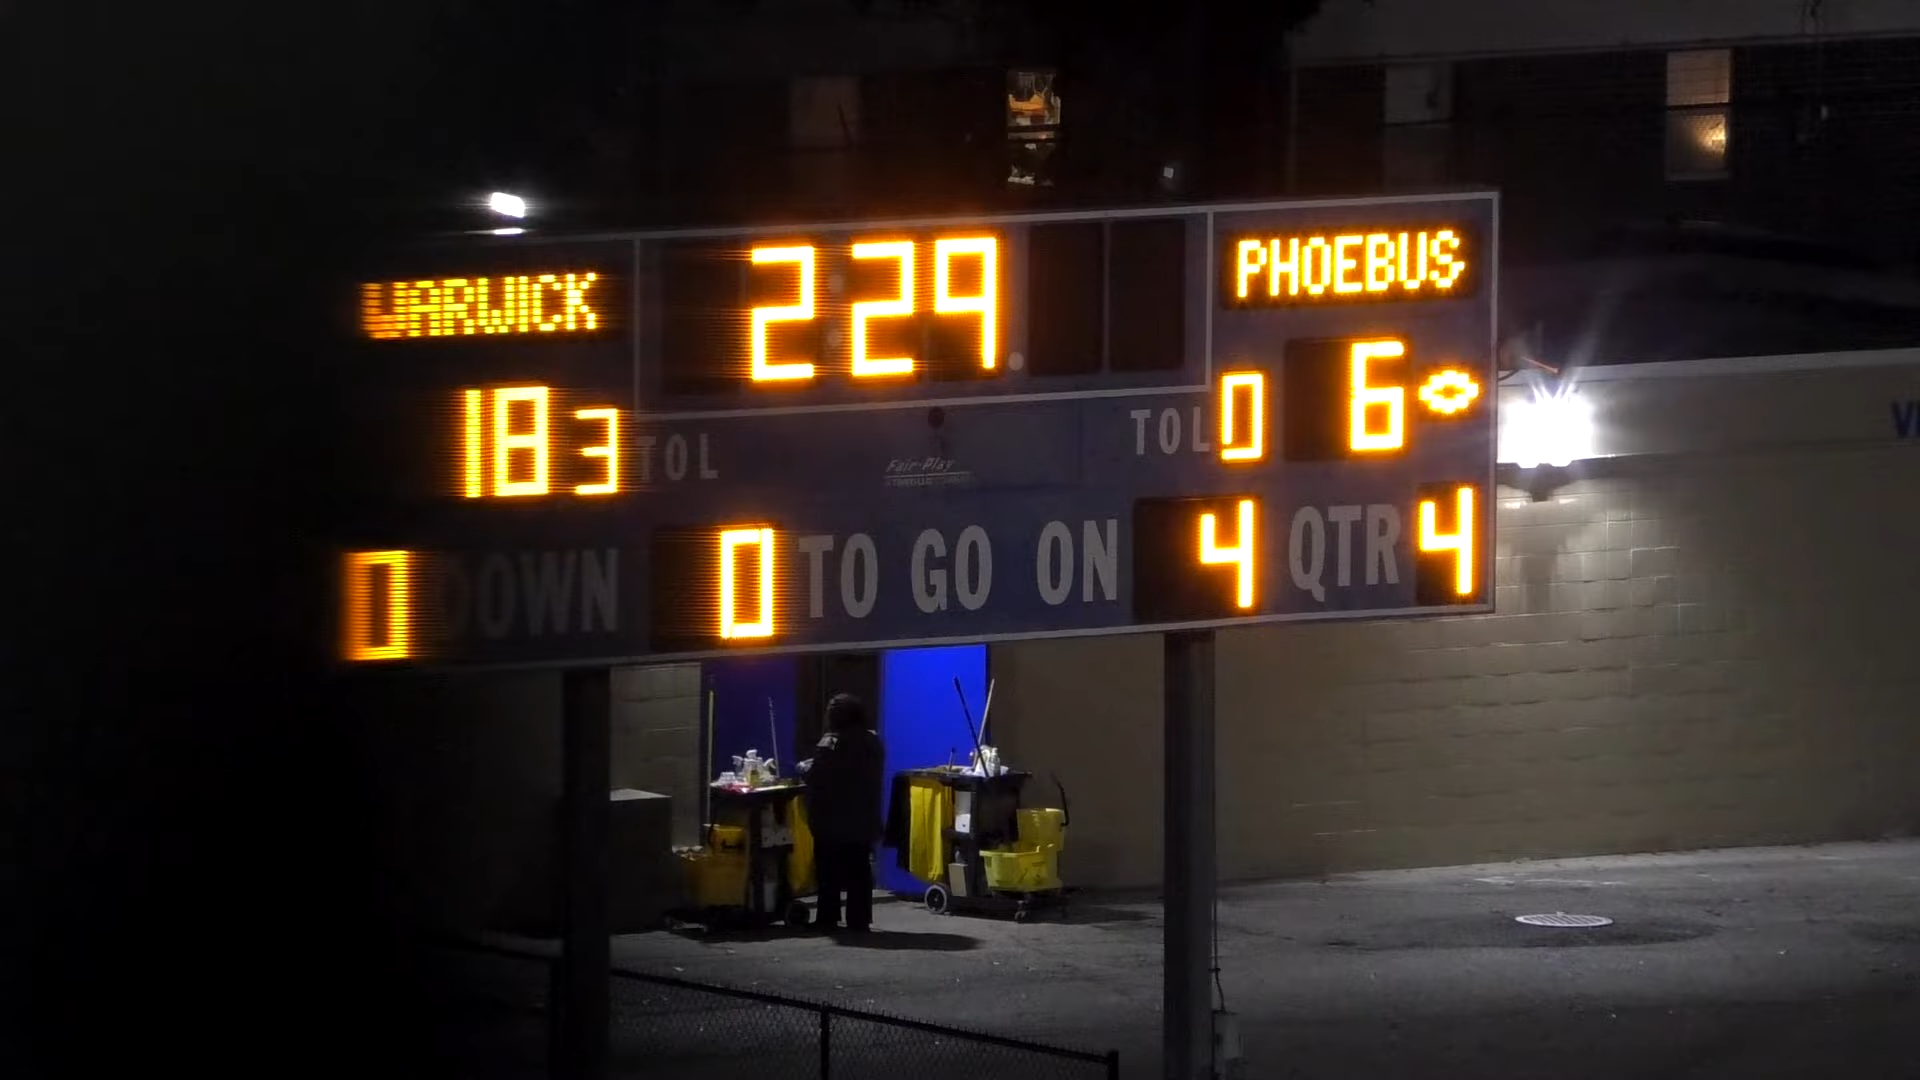 WARWICK 229 PHOEBUS
18 3 TOL TOL 0 6
Fair-Play
0 DOWN 0 TO GO ON 4 QTR 4